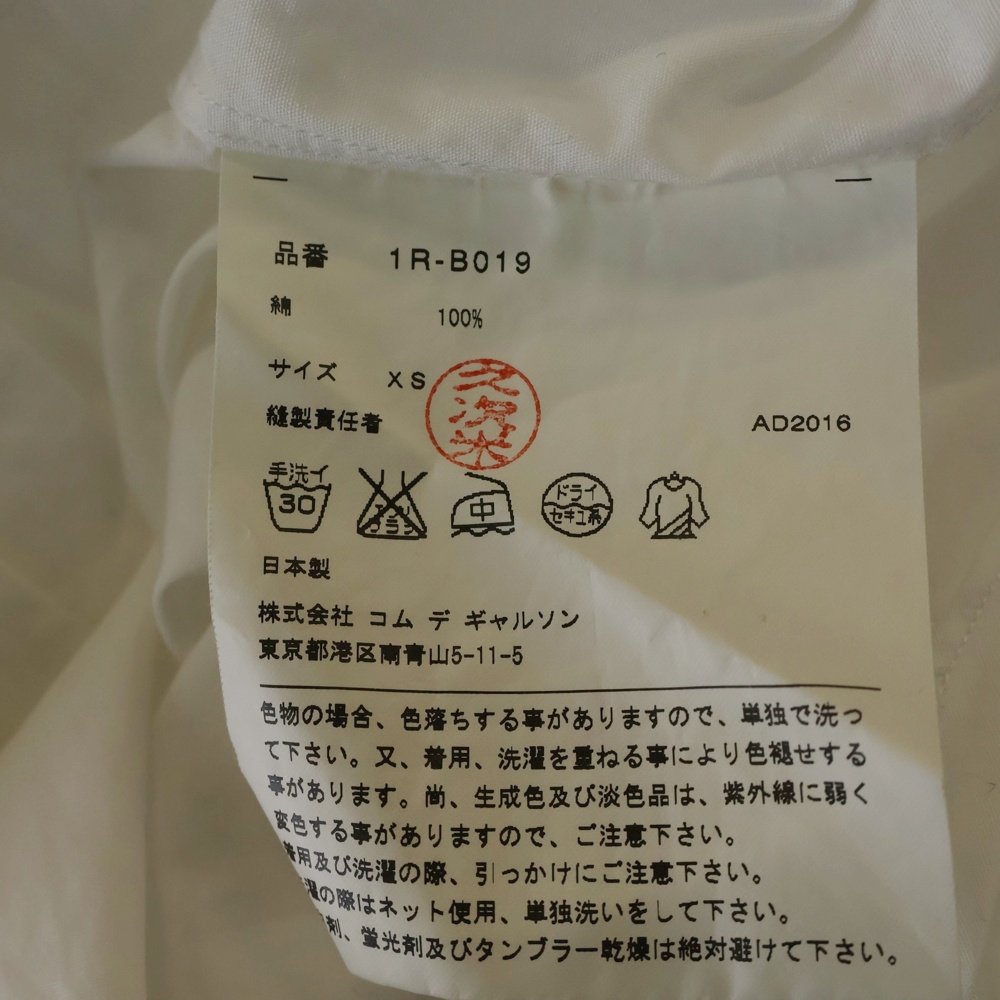 品番 1R-B019
綿 100%
サイズ XS
縫製責任者 AD2016
手洗イ
30
中
ドライ
セキユ系
日本製
株式会社 コム デ ギャルソン
東京都港区南青山5-11-5
色物の場合、色落ちする事がありますので、単独で洗っ
て下さい。又、着用、洗濯を重ねる事により色褪せする
事があります。尚、生成色及び淡色品は、紫外線に弱く
変色する事がありますので、ご注意下さい。
着用及び洗濯の際、引っかけにご注意下さい。
濯の際はネット使用、単独洗いをして下さい。
剤、蛍光剤及びタンブラー乾燥は絶対避けて下さい。